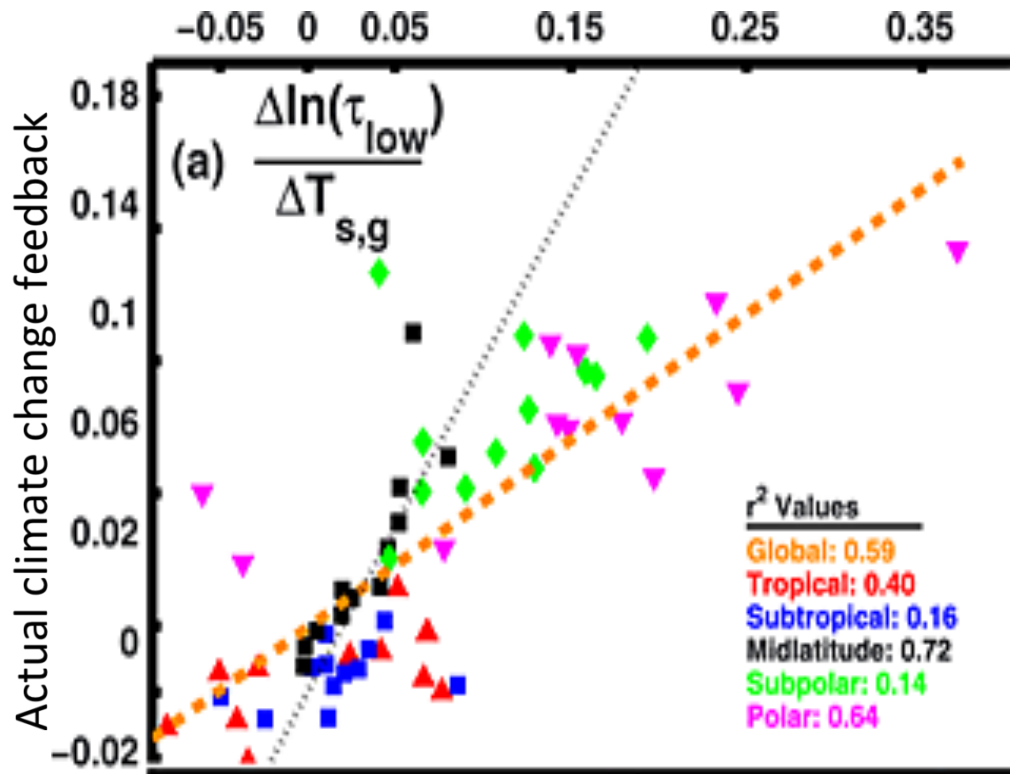 −0.05 0 0.05 0.15 0.25 0.35
Actual climate change feedback
0.18
0.14
0.1
0.06
0.02
0
−0.02
(a) Δln(τlow)
ΔTs,g
r² Values
Global: 0.59
Tropical: 0.40
Subtropical: 0.16
Midlatitude: 0.72
Subpolar: 0.14
Polar: 0.64